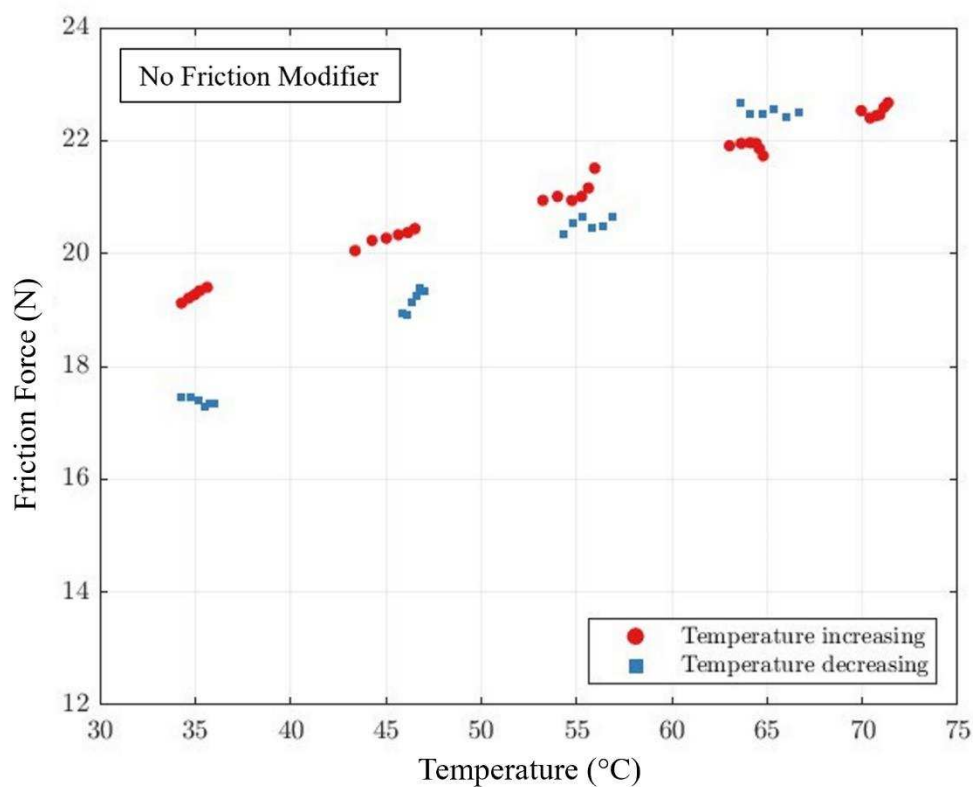 24
No Friction Modifier
22
20
18
16
14
12
Friction Force (N)
Temperature increasing
Temperature decreasing
30 35 40 45 50 55 60 65 70 75
Temperature (°C)